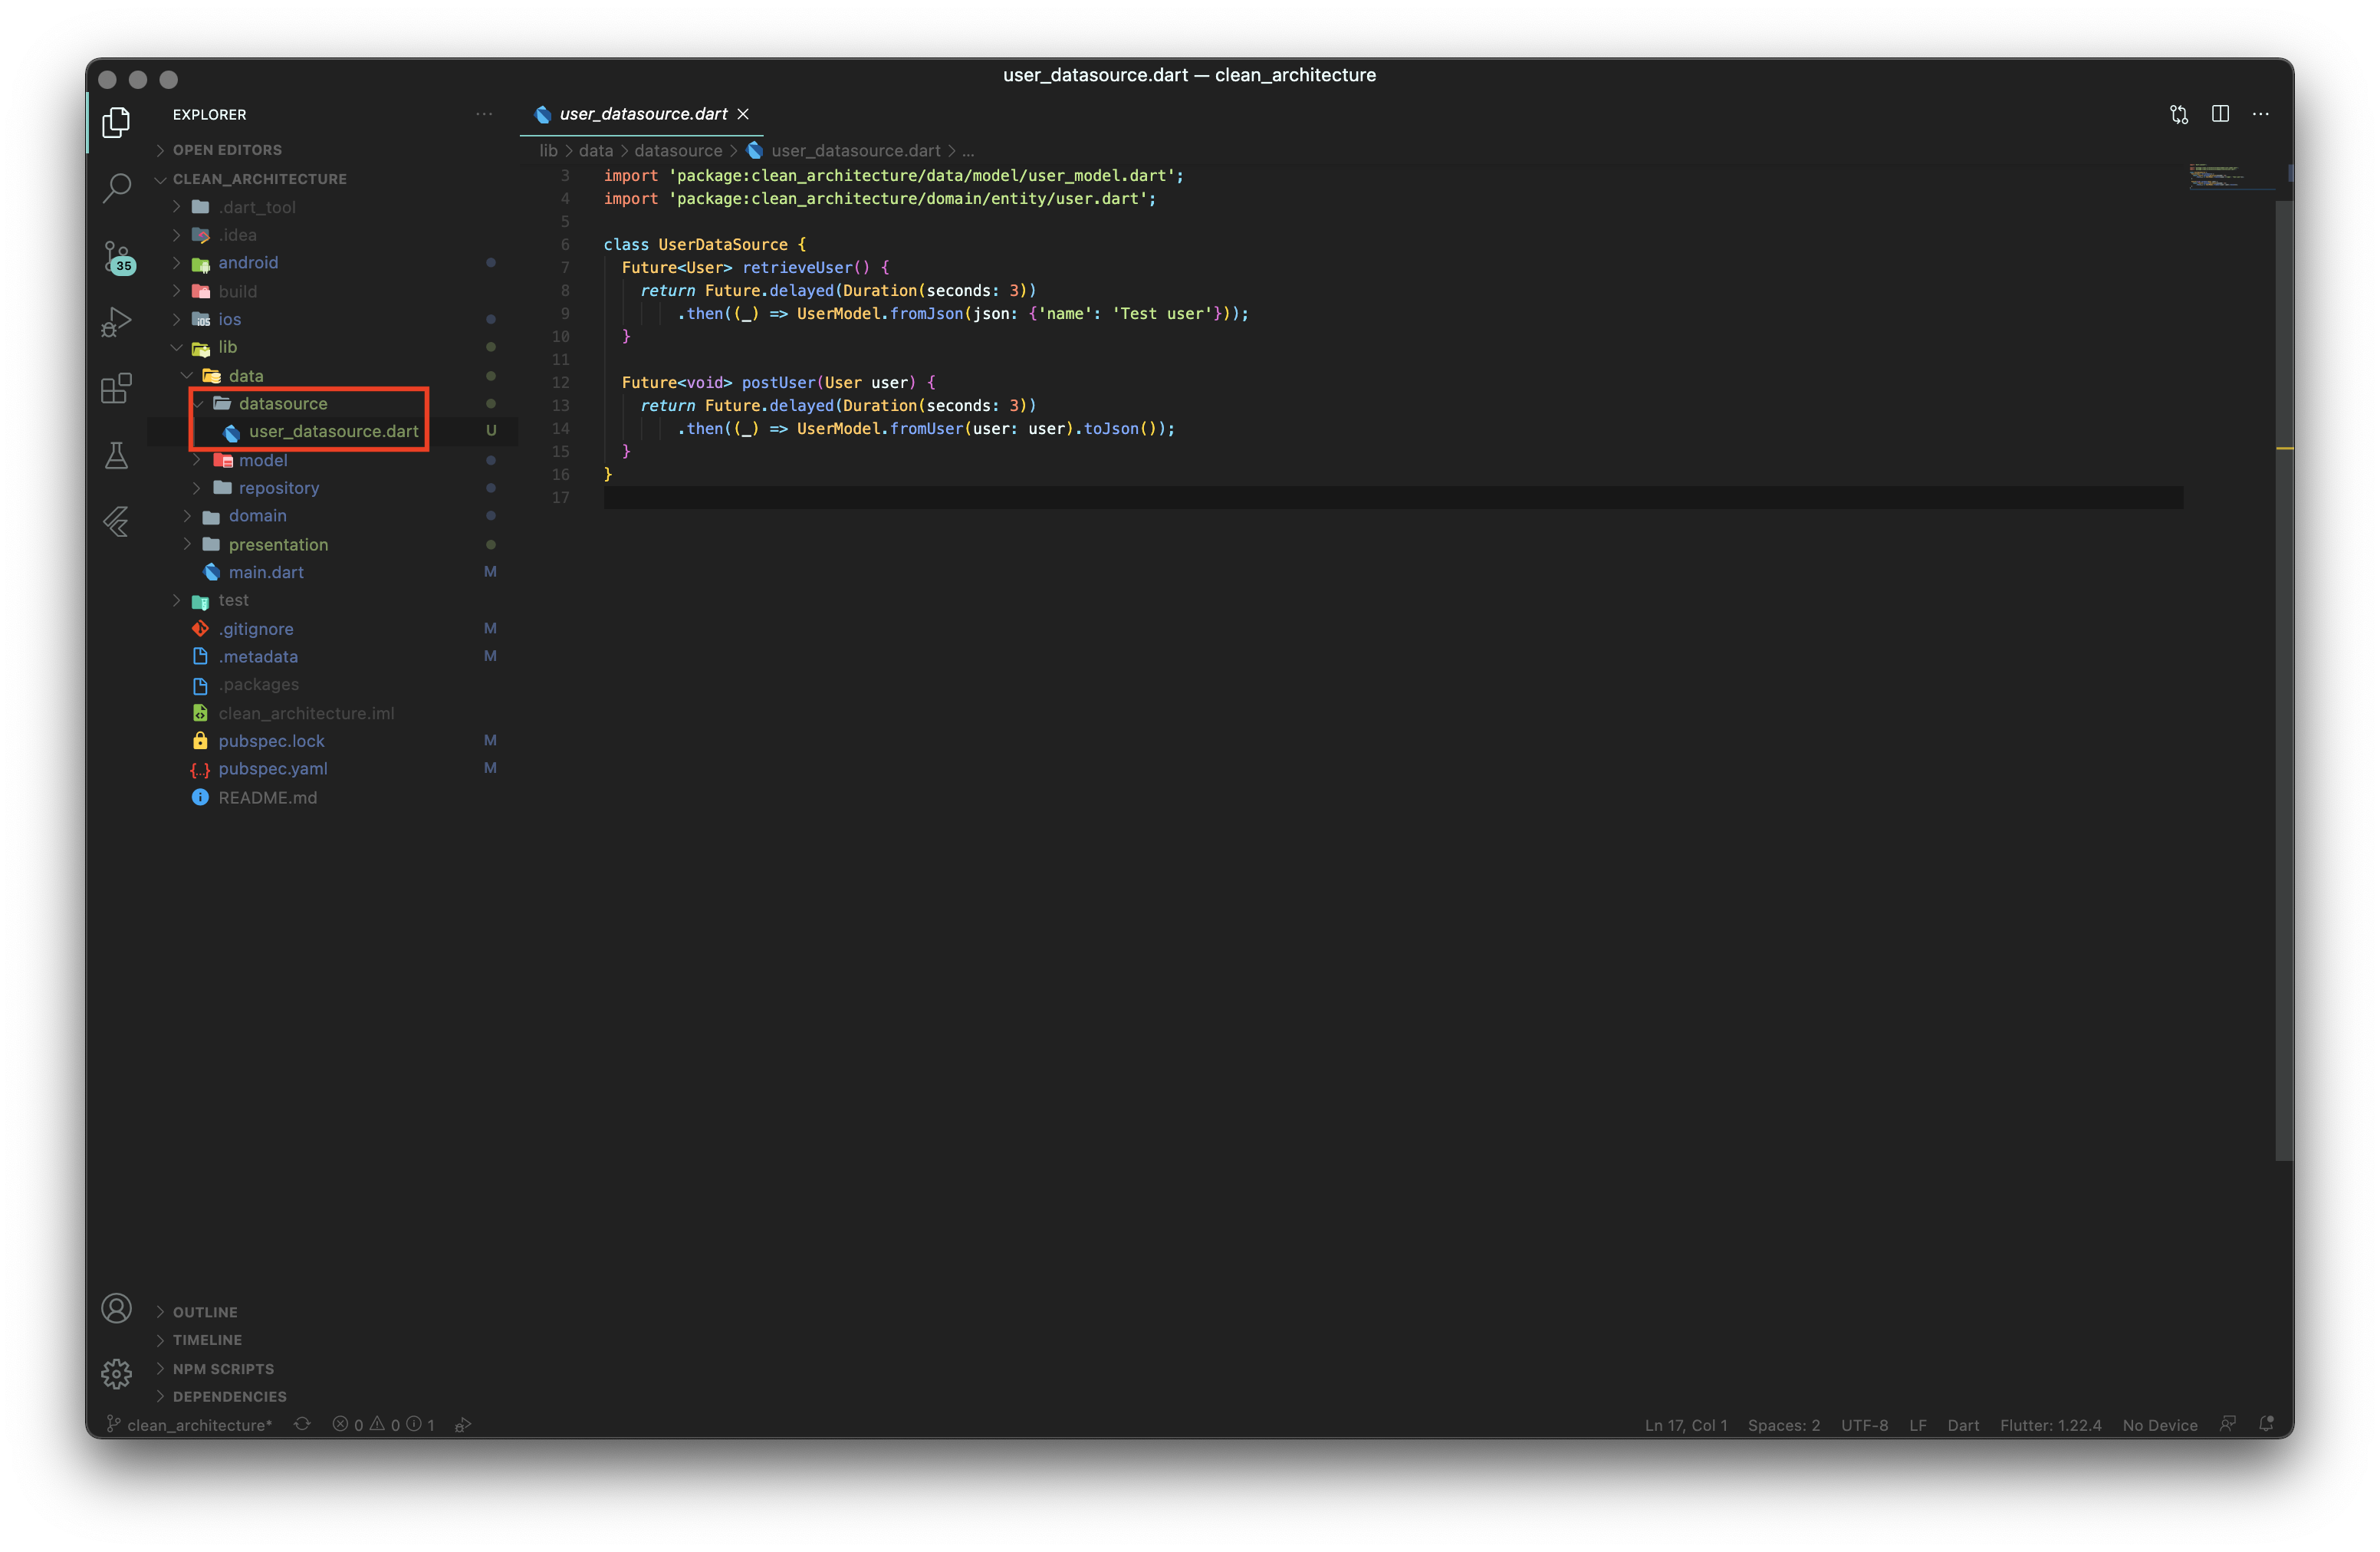 user_datasource.dart — clean_architecture
EXPLORER
OPEN EDITORS
CLEAN_ARCHITECTURE
.dart_tool
.idea
android
build
ios
lib
data
datasource
user_datasource.dart U
model
repository
domain
presentation
main.dart M
test
.gitignore M
.metadata M
.packages
clean_architecture.iml
pubspec.lock M
pubspec.yaml M
README.md
OUTLINE
TIMELINE
NPM SCRIPTS
DEPENDENCIES
35
user_datasource.dart
lib > data > datasource > user_datasource.dart > ...
3 import 'package:clean_architecture/data/model/user_model.dart';
4 import 'package:clean_architecture/domain/entity/user.dart';
5
6 class UserDataSource {
7 Future<User> retrieveUser() {
8 return Future.delayed(Duration(seconds: 3))
9 .then((_) => UserModel.fromJson(json: {'name': 'Test user'}));
10 }
11
12 Future<void> postUser(User user) {
13 return Future.delayed(Duration(seconds: 3))
14 .then((_) => UserModel.fromUser(user: user).toJson());
15 }
16 }
17
clean_architecture* 0 0 1 Ln 17, Col 1 Spaces: 2 UTF-8 LF Dart Flutter: 1.22.4 No Device